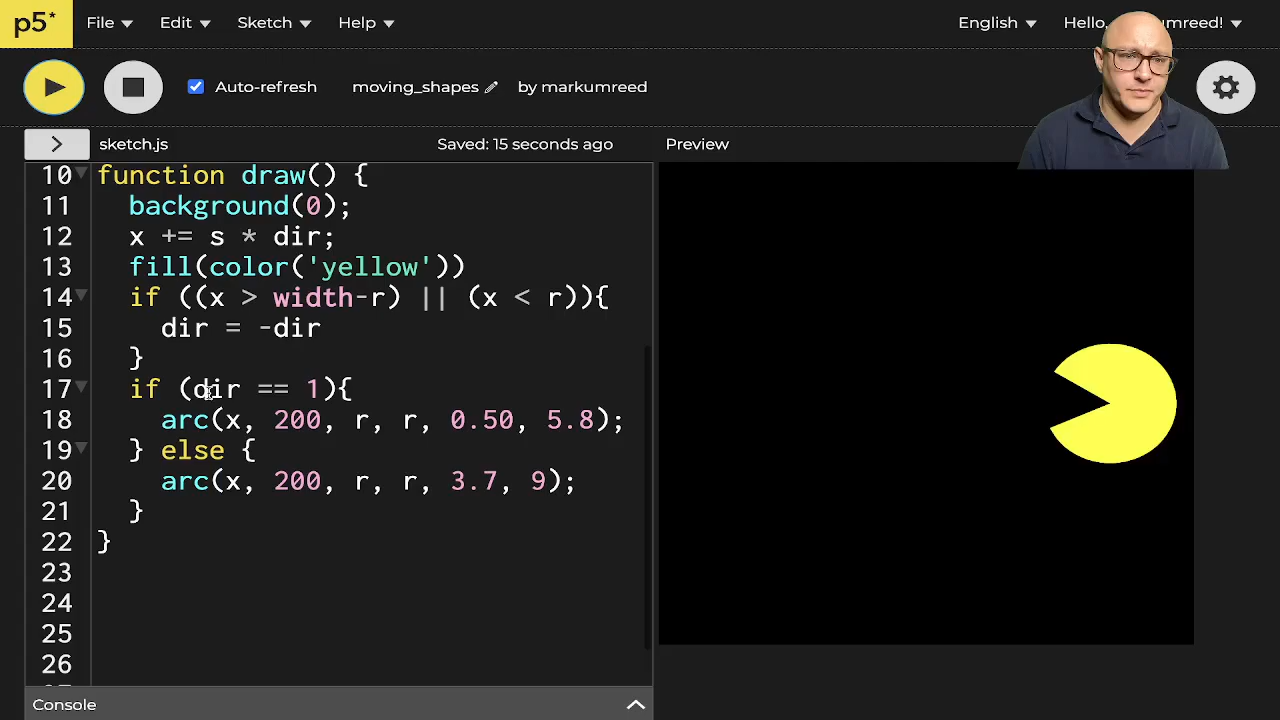 p5* File Edit Sketch Help English Hello, umreed!
Auto-refresh moving_shapes by markumreed
> sketch.js Saved: 15 seconds ago Preview
10 function draw() {
11 background(0);
12 x += s * dir;
13 fill(color('yellow'))
14 if ((x > width-r) || (x < r)){
15 dir = -dir
16 }
17 if (dir == 1){
18 arc(x, 200, r, r, 0.50, 5.8);
19 } else {
20 arc(x, 200, r, r, 3.7, 9);
21 }
22 }
23
24
25
26
Console